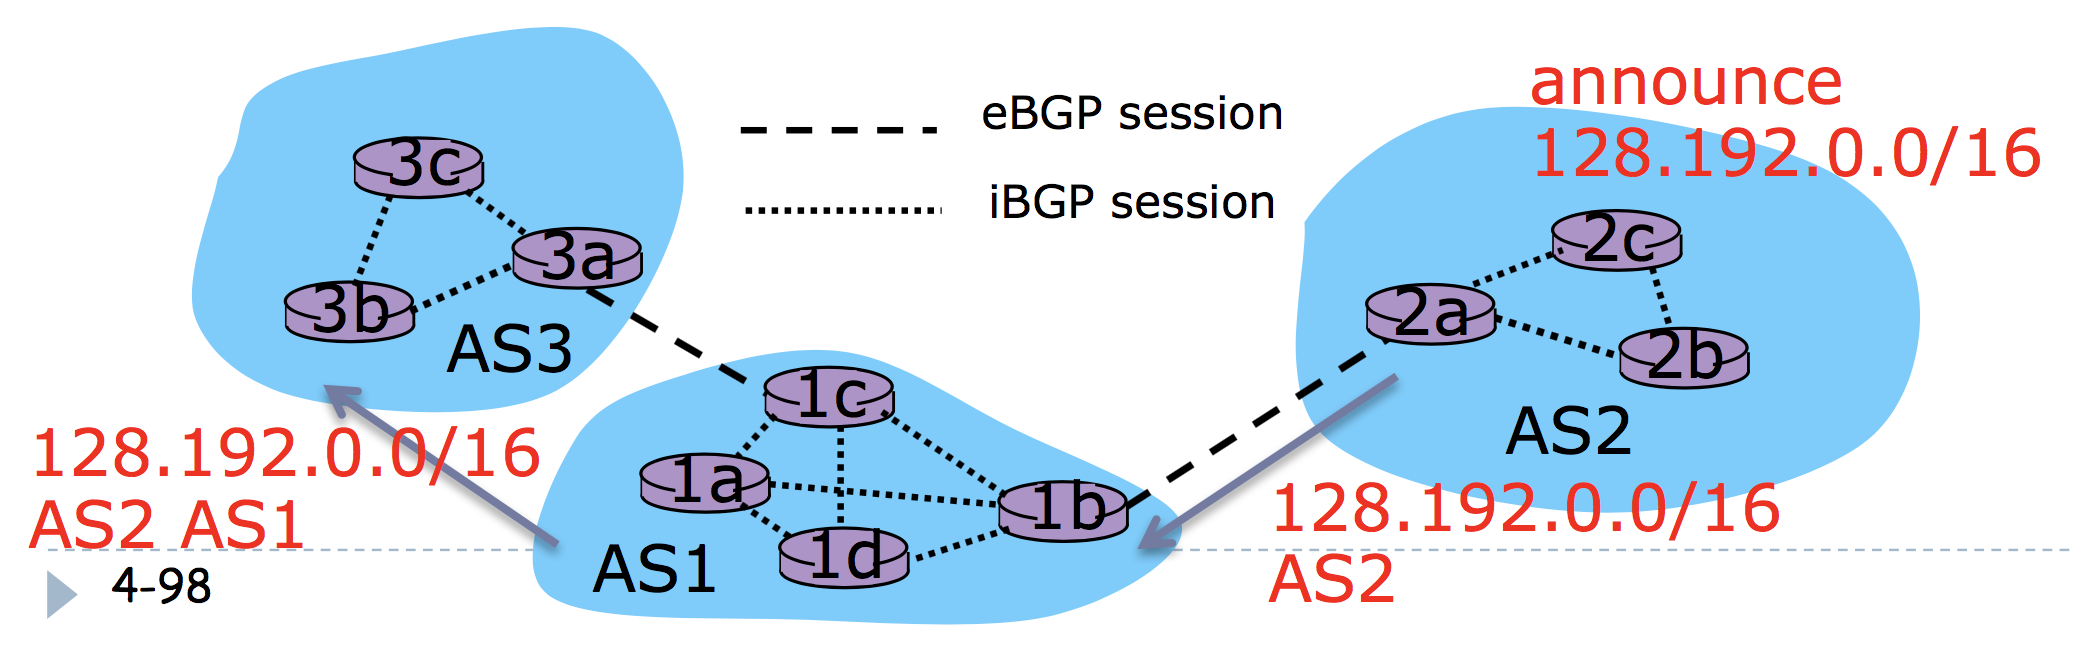 announce
128.192.0.0/16
eBGP session
iBGP session
3c
3a
3b
AS3
2c
2a
2b
AS2
1c
1a
1b
1d
AS1
128.192.0.0/16
AS2 AS1
128.192.0.0/16
AS2
4-98